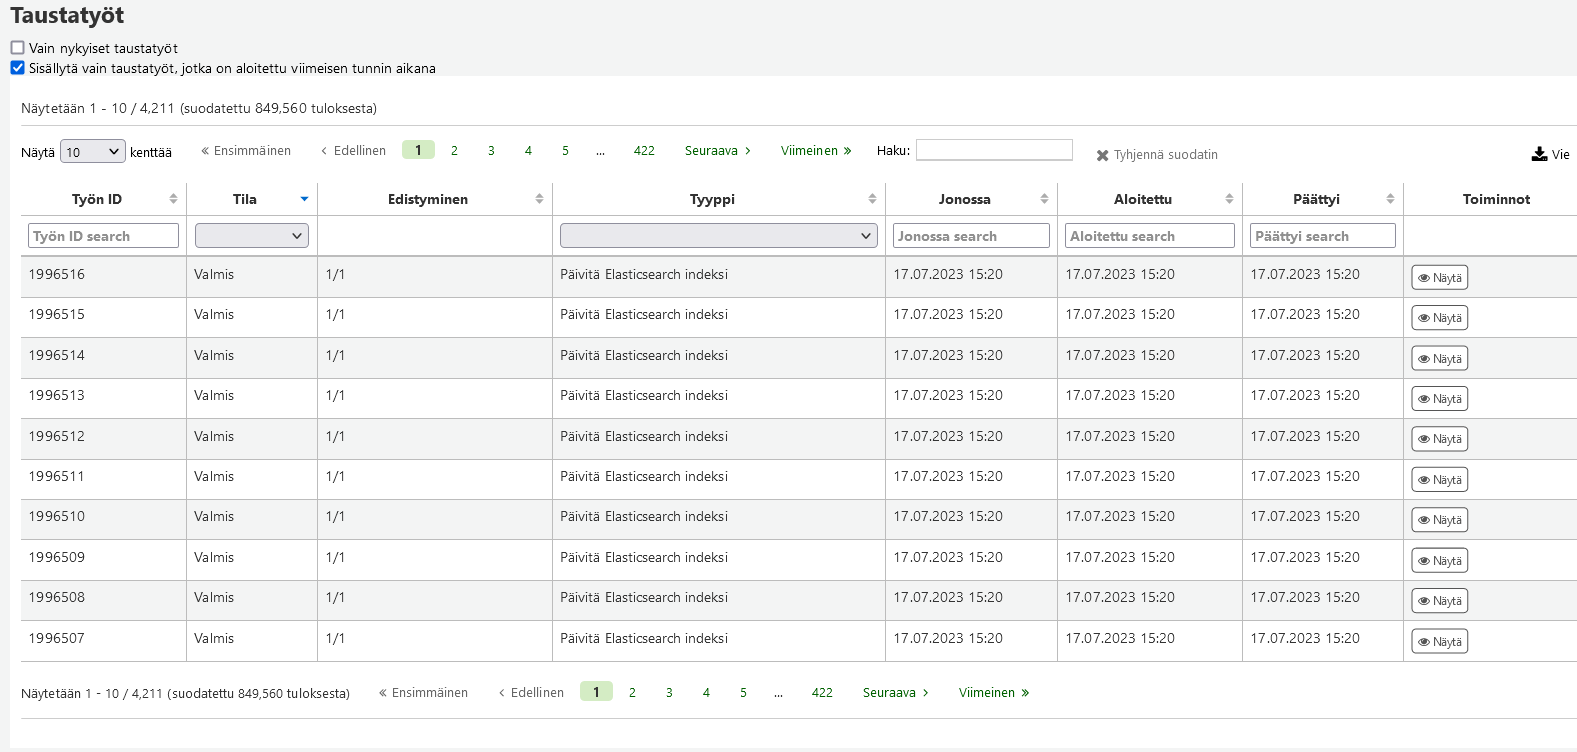 Taustatyöt
Vain nykyiset taustatyöt
Sisällytä vain taustatyöt, jotka on aloitettu viimeisen tunnin aikana
Näytetään 1 - 10 / 4,211 (suodatettu 849,560 tuloksesta)
Näytä 10 kenttää « Ensimmäinen ‹ Edellinen 1 2 3 4 5 ... 422 Seuraava › Viimeinen » Haku: ✖ Tyhjennä suodatin Vie
Työn ID Tila Edistyminen Tyyppi Jonossa Aloitettu Päättyi Toiminnot
Työn ID search Jonossa search Aloitettu search Päättyi search
1996516 Valmis 1/1 Päivitä Elasticsearch indeksi 17.07.2023 15:20 17.07.2023 15:20 17.07.2023 15:20 Näytä
1996515 Valmis 1/1 Päivitä Elasticsearch indeksi 17.07.2023 15:20 17.07.2023 15:20 17.07.2023 15:20 Näytä
1996514 Valmis 1/1 Päivitä Elasticsearch indeksi 17.07.2023 15:20 17.07.2023 15:20 17.07.2023 15:20 Näytä
1996513 Valmis 1/1 Päivitä Elasticsearch indeksi 17.07.2023 15:20 17.07.2023 15:20 17.07.2023 15:20 Näytä
1996512 Valmis 1/1 Päivitä Elasticsearch indeksi 17.07.2023 15:20 17.07.2023 15:20 17.07.2023 15:20 Näytä
1996511 Valmis 1/1 Päivitä Elasticsearch indeksi 17.07.2023 15:20 17.07.2023 15:20 17.07.2023 15:20 Näytä
1996510 Valmis 1/1 Päivitä Elasticsearch indeksi 17.07.2023 15:20 17.07.2023 15:20 17.07.2023 15:20 Näytä
1996509 Valmis 1/1 Päivitä Elasticsearch indeksi 17.07.2023 15:20 17.07.2023 15:20 17.07.2023 15:20 Näytä
1996508 Valmis 1/1 Päivitä Elasticsearch indeksi 17.07.2023 15:20 17.07.2023 15:20 17.07.2023 15:20 Näytä
1996507 Valmis 1/1 Päivitä Elasticsearch indeksi 17.07.2023 15:20 17.07.2023 15:20 17.07.2023 15:20 Näytä
Näytetään 1 - 10 / 4,211 (suodatettu 849,560 tuloksesta) « Ensimmäinen ‹ Edellinen 1 2 3 4 5 ... 422 Seuraava › Viimeinen »